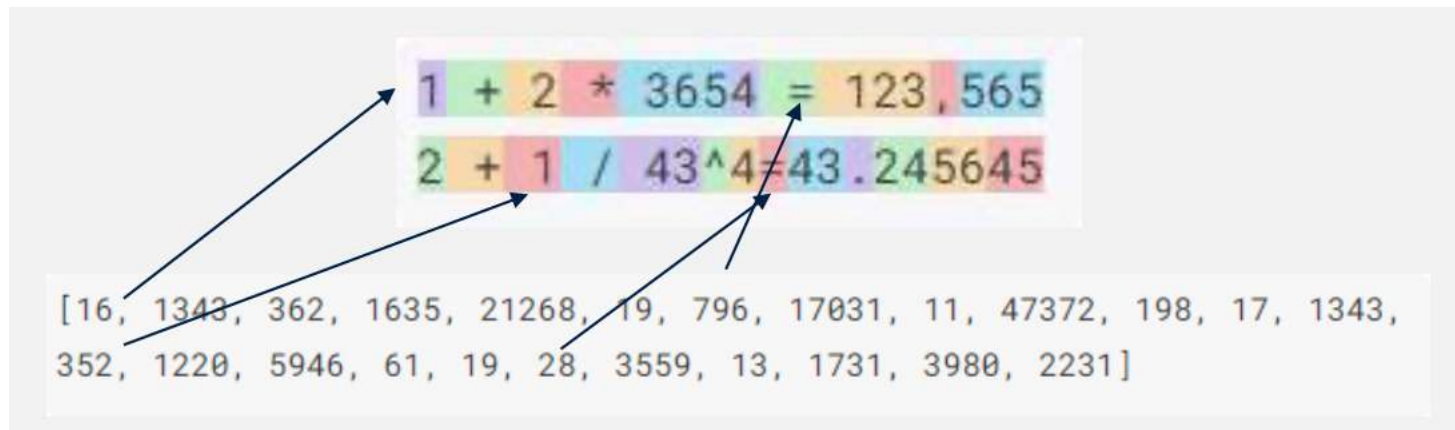 1 + 2 * 3654 = 123,565
2 + 1 / 43^4=43.245645
[16, 1343, 362, 1635, 21268, 19, 796, 17031, 11, 47372, 198, 17, 1343,
352, 1220, 5946, 61, 19, 28, 3559, 13, 1731, 3980, 2231]